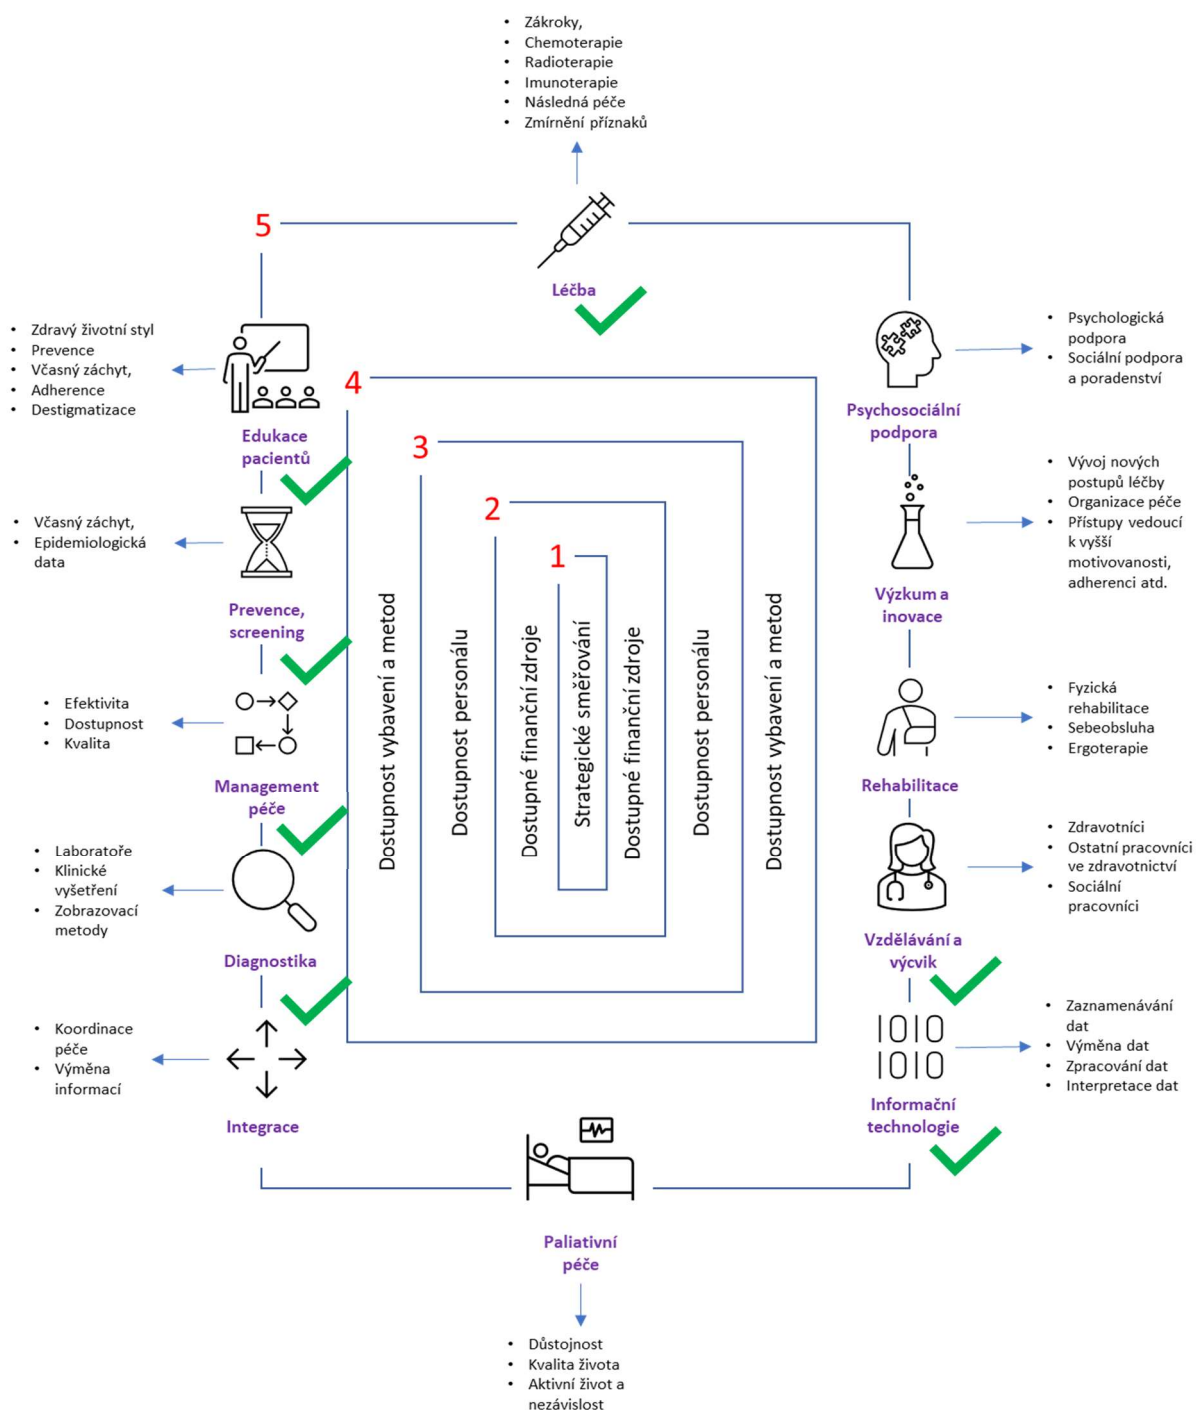 • Zákroky,
• Chemoterapie
• Radioterapie
• Imunoterapie
• Následná péče
• Zmírnění příznaků
5
Léčba
• Zdravý životní styl
• Prevence
• Včasný záchyt,
• Adherence
• Destigmatizace
Edukace
pacientů
• Včasný záchyt,
• Epidemiologická
data
Prevence,
screening
• Efektivita
• Dostupnost
• Kvalita
Management
péče
• Laboratoře
• Klinické
vyšetření
• Zobrazovací
metody
Diagnostika
• Koordinace
péče
• Výměna
informací
Integrace
4
3
2
1
Dostupnost vybavení a metod
Dostupnost personálu
Dostupné finanční zdroje
Strategické směřování
Dostupné finanční zdroje
Dostupnost personálu
Dostupnost vybavení a metod
Psychosociální
podpora
• Psychologická
podpora
• Sociální podpora
a poradenství
Výzkum a
inovace
• Vývoj nových
postupů léčby
• Organizace péče
• Přístupy vedoucí
k vyšší
motivovanosti,
adherenci atd.
Rehabilitace
• Fyzická
rehabilitace
• Sebeobsluha
• Ergoterapie
Vzdělávání a
výcvik
• Zdravotníci
• Ostatní pracovníci
ve zdravotnictví
• Sociální
pracovníci
IOIO
IOIO
Informační
technologie
• Zaznamenávání
dat
• Výměna dat
• Zpracování dat
• Interpretace dat
Paliativní
péče
• Důstojnost
• Kvalita života
• Aktivní život a
nezávislost